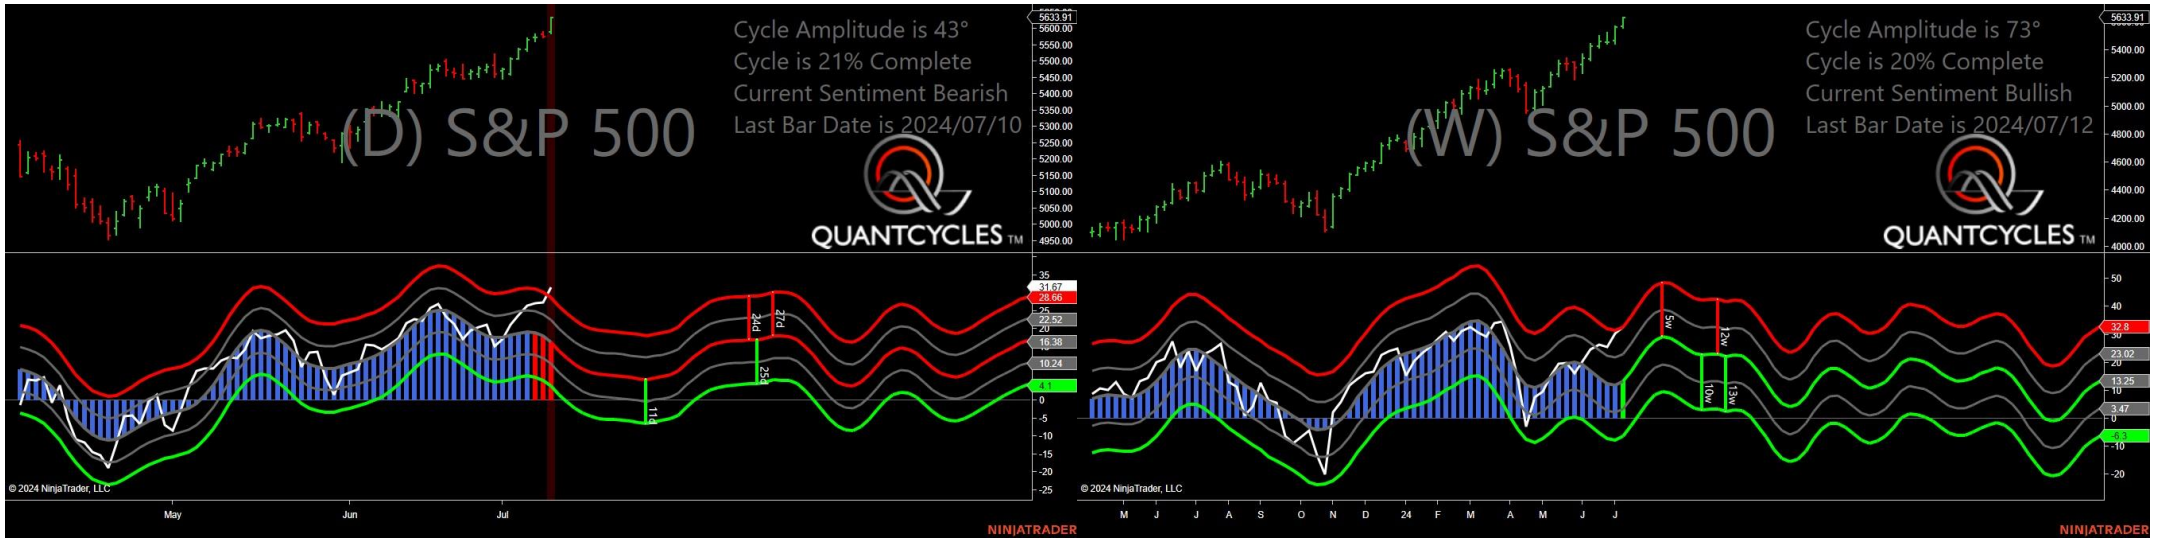 Cycle Amplitude is 43°
Cycle is 21% Complete
Current Sentiment Bearish
Last Bar Date is 2024/07/10
(D) S&P 500
QUANTCYCLES TM
5633.91
5600.00
5550.00
5500.00
5450.00
5400.00
5350.00
5300.00
5250.00
5200.00
5150.00
5100.00
5050.00
5000.00
4950.00
35
31.67
28.66
25
22.52
20
16.38
10.24
4.1
0
-5
-10
-15
-20
-25
24d
27d
25d
11d
© 2024 NinjaTrader, LLC
May
Jun
Jul
NINJATRADER
Cycle Amplitude is 73°
Cycle is 20% Complete
Current Sentiment Bullish
Last Bar Date is 2024/07/12
(W) S&P 500
QUANTCYCLES TM
5633.91
5400.00
5200.00
5000.00
4800.00
4600.00
4400.00
4200.00
4000.00
50
40
32.8
30
23.02
20
13.25
10
3.47
0
-6.3
-10
-20
5w
12w
10w
13w
© 2024 NinjaTrader, LLC
M J J A S O N D 24 F M A M J J
NINJATRADER